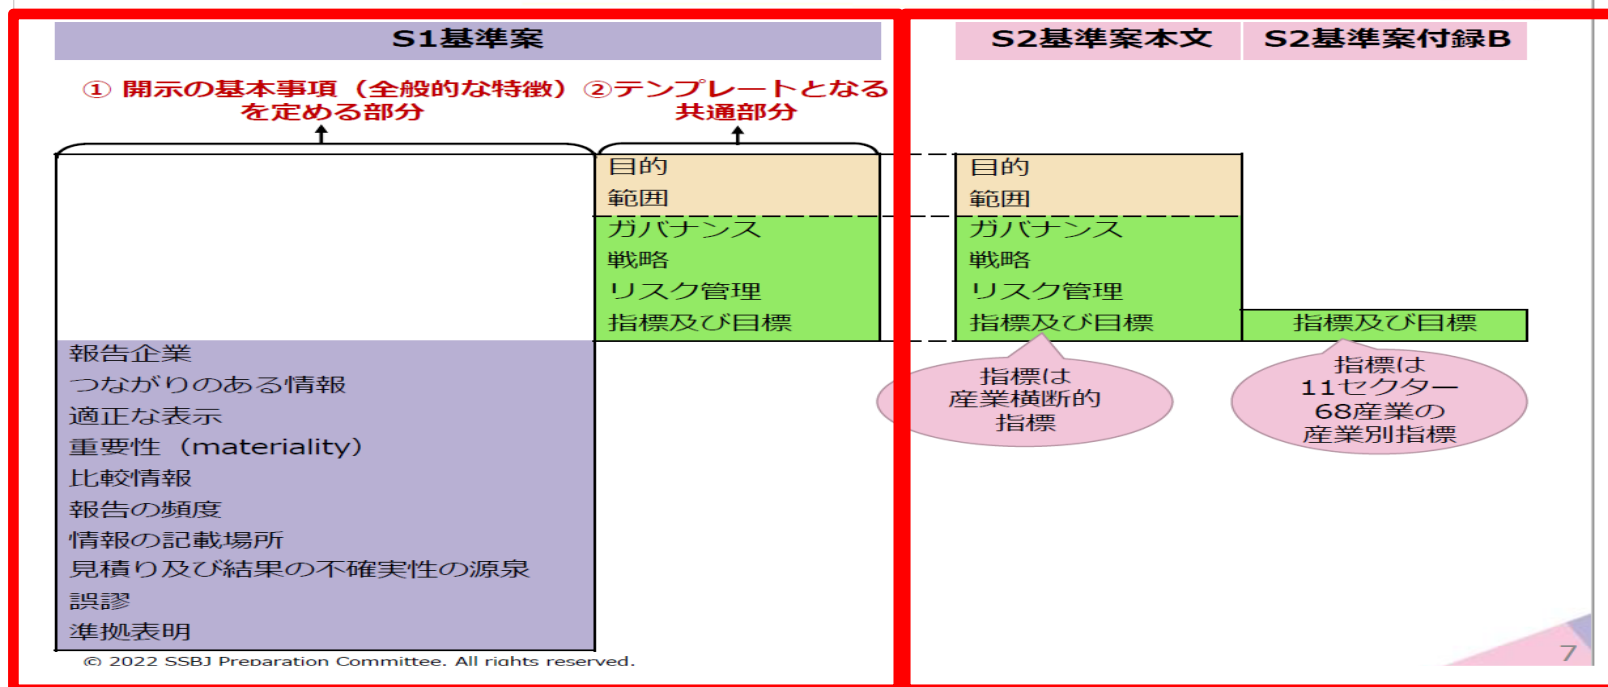 S1基準案
S2基準案本文
S2基準案付録B
① 開示の基本事項（全般的な特徴）
を定める部分
②テンプレートとなる
共通部分
目的
範囲
ガバナンス
戦略
リスク管理
指標及び目標
目的
範囲
ガバナンス
戦略
リスク管理
指標及び目標
指標及び目標
報告企業
つながりのある情報
適正な表示
重要性（materiality）
比較情報
報告の頻度
情報の記載場所
見積り及び結果の不確実性の源泉
誤謬
準拠表明
指標は
産業横断的
指標
指標は
11セクター
68産業の
産業別指標
© 2022 SSBJ Preparation Committee. All rights reserved.
7